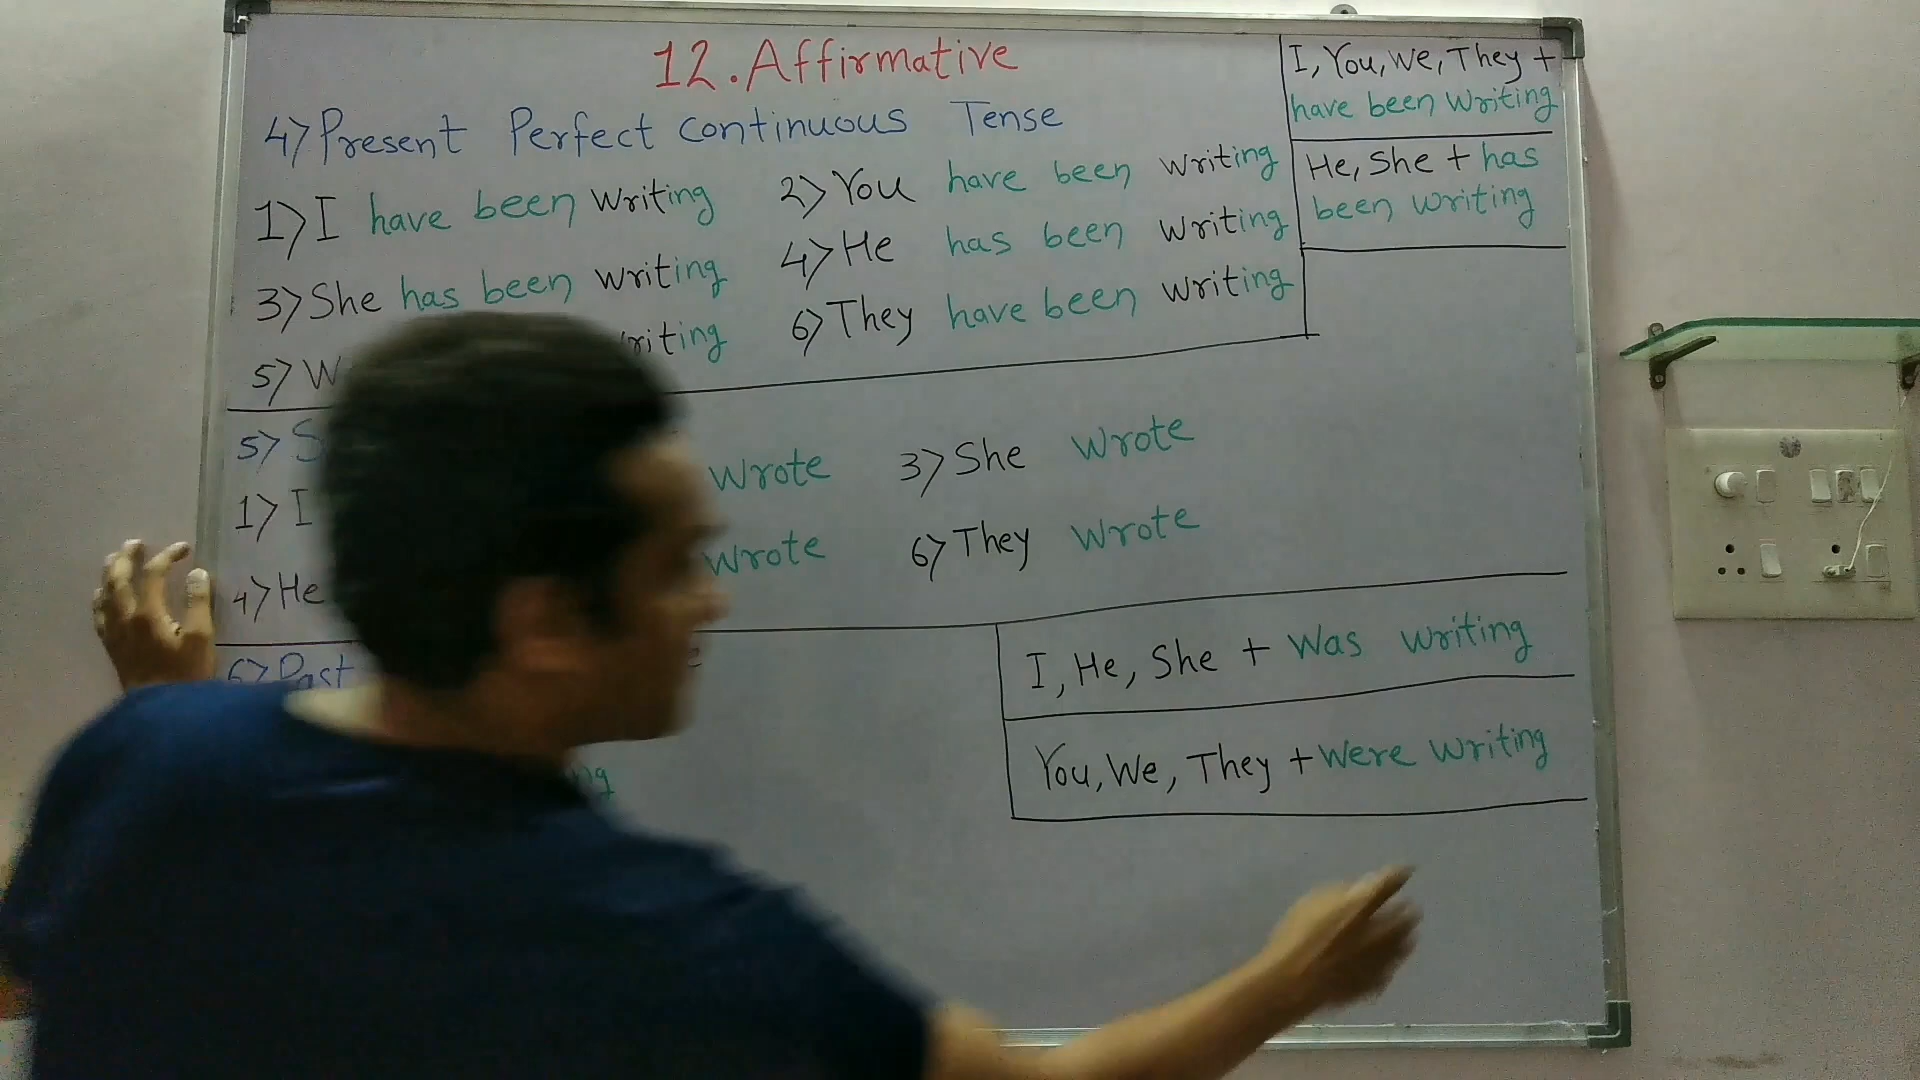 12. Affirmative
4) Present Perfect continuous Tense
1) I have been writing 2) You have been writing
3) She has been writing 4) He has been writing
5) W riting 6) They have been writing
I, You, We, They +
have been writing
He, She + has
been writing
5) S
1) I Wrote 3) She Wrote
4) He Wrote 6) They Wrote
6) Past
ng
I, He, She + Was writing
You, We, They + Were writing